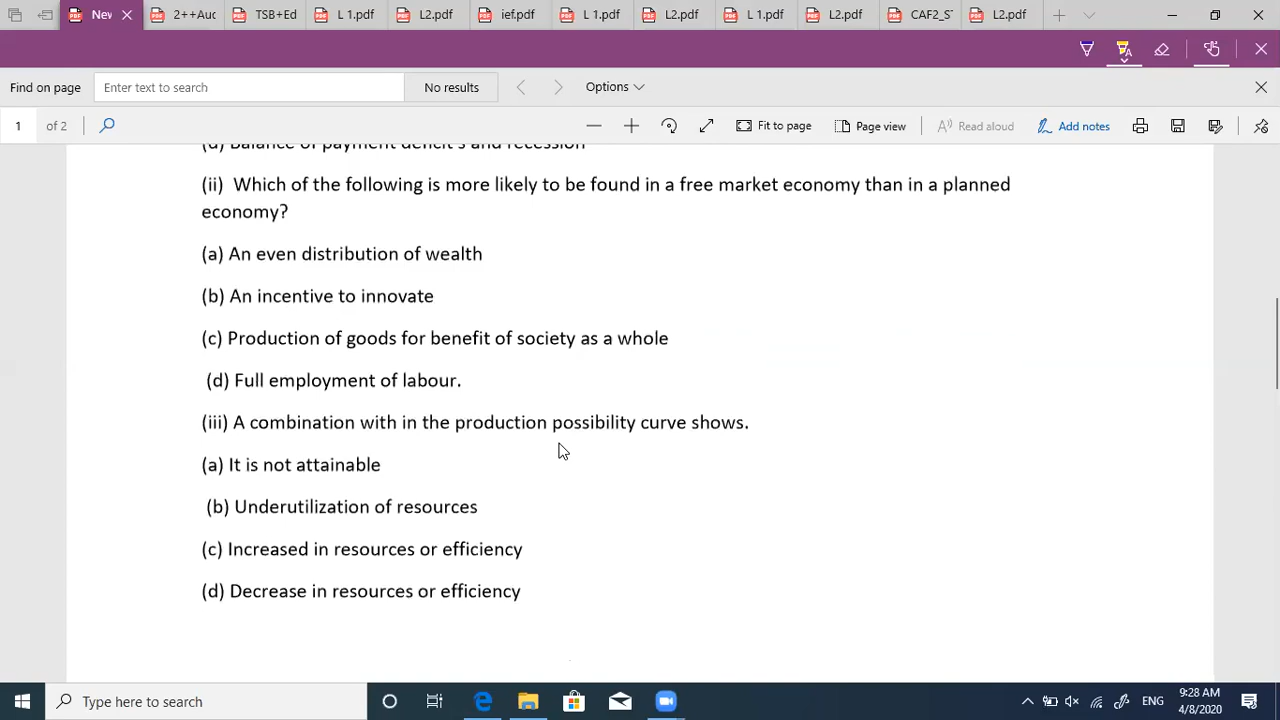 New
2++Auc
TSB+Ed
L 1.pdf
L2.pdf
ief.pdf
L 1.pdf
L2.pdf
L 1.pdf
L2.pdf
CAF2_S
L2.pdf
Find on page
Enter text to search
No results
Options
1 of 2
Fit to page
Page view
Read aloud
Add notes
(d) Balance of payment deficit's and recession
(ii) Which of the following is more likely to be found in a free market economy than in a planned
economy?
(a) An even distribution of wealth
(b) An incentive to innovate
(c) Production of goods for benefit of society as a whole
(d) Full employment of labour.
(iii) A combination with in the production possibility curve shows.
(a) It is not attainable
(b) Underutilization of resources
(c) Increased in resources or efficiency
(d) Decrease in resources or efficiency
Type here to search
ENG
9:28 AM
4/8/2020